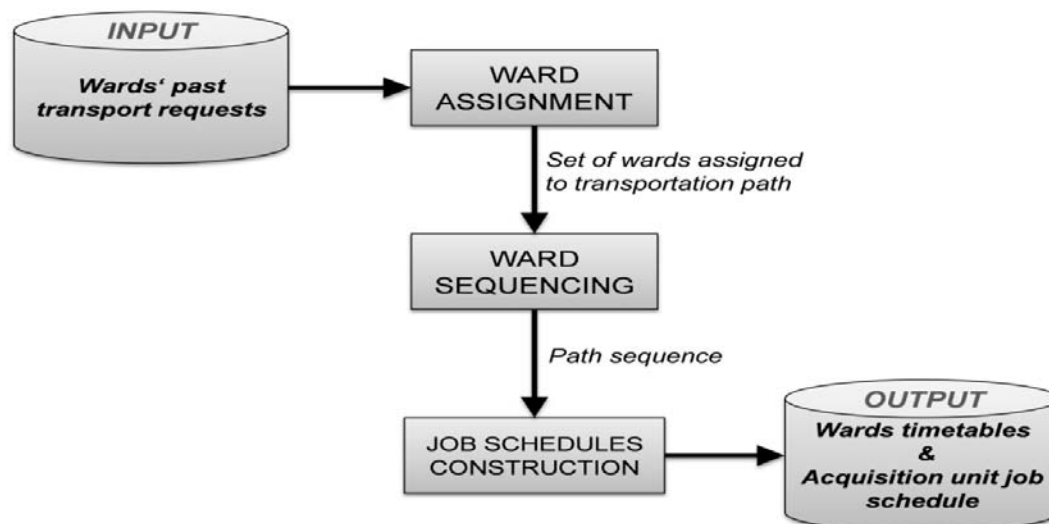 INPUT
Wards‘ past
transport requests
WARD
ASSIGNMENT
Set of wards assigned
to transportation path
WARD
SEQUENCING
Path sequence
JOB SCHEDULES
CONSTRUCTION
OUTPUT
Wards timetables
&
Acquisition unit job
schedule